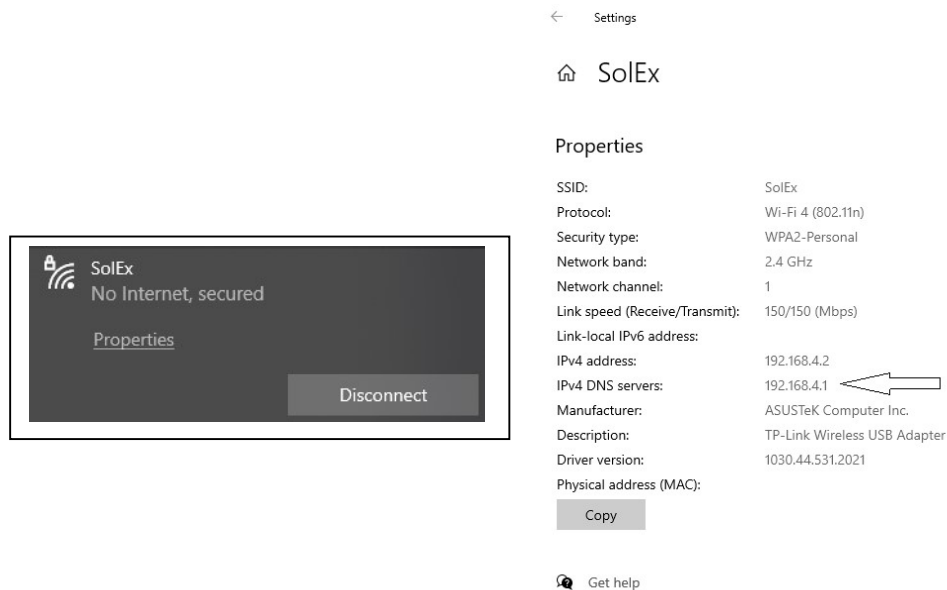 SolEx
No Internet, secured
Properties
Disconnect
Settings
SolEx
Properties
SSID: SolEx
Protocol: Wi-Fi 4 (802.11n)
Security type: WPA2-Personal
Network band: 2.4 GHz
Network channel: 1
Link speed (Receive/Transmit): 150/150 (Mbps)
Link-local IPv6 address:
IPv4 address: 192.168.4.2
IPv4 DNS servers: 192.168.4.1
Manufacturer: ASUSTeK Computer Inc.
Description: TP-Link Wireless USB Adapter
Driver version: 1030.44.531.2021
Physical address (MAC):
Copy
Get help